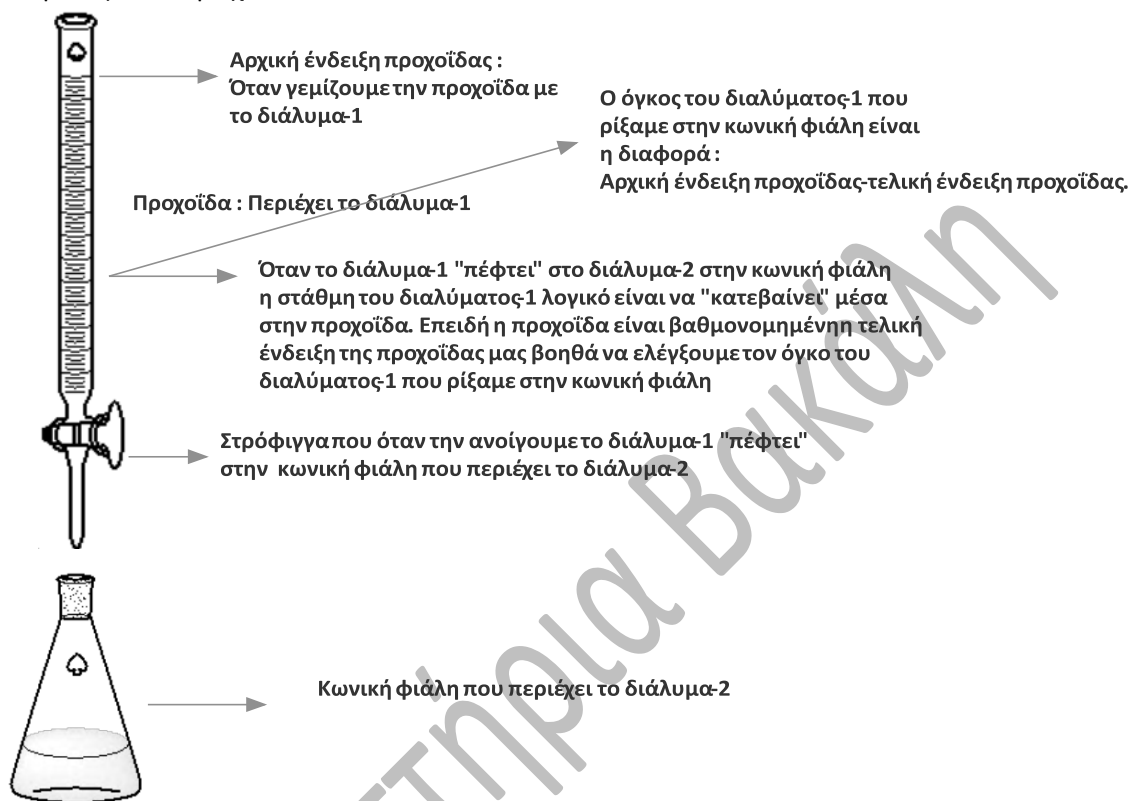 Αρχική ένδειξη προχοΐδας :
Όταν γεμίζουμε την προχοΐδα με
το διάλυμα-1
Ο όγκος του διαλύματος-1 που
ρίξαμε στην κωνική φιάλη είναι
η διαφορά :
Αρχική ένδειξη προχοΐδας-τελική ένδειξη προχοΐδας.
Προχοΐδα : Περιέχει το διάλυμα-1
Όταν το διάλυμα-1 "πέφτει" στο διάλυμα-2 στην κωνική φιάλη
η στάθμη του διαλύματος-1 λογικό είναι να "κατεβαίνει" μέσα
στην προχοΐδα. Επειδή η προχοΐδα είναι βαθμονομημένηη τελική
ένδειξη της προχοΐδας μας βοηθά να ελέγξουμε τον όγκο του
διαλύματος-1 που ρίξαμε στην κωνική φιάλη
Στρόφιγγα που όταν την ανοίγουμε το διάλυμα-1 "πέφτει"
στην κωνική φιάλη που περιέχει το διάλυμα-2
Κωνική φιάλη που περιέχει το διάλυμα-2
Βακάλη